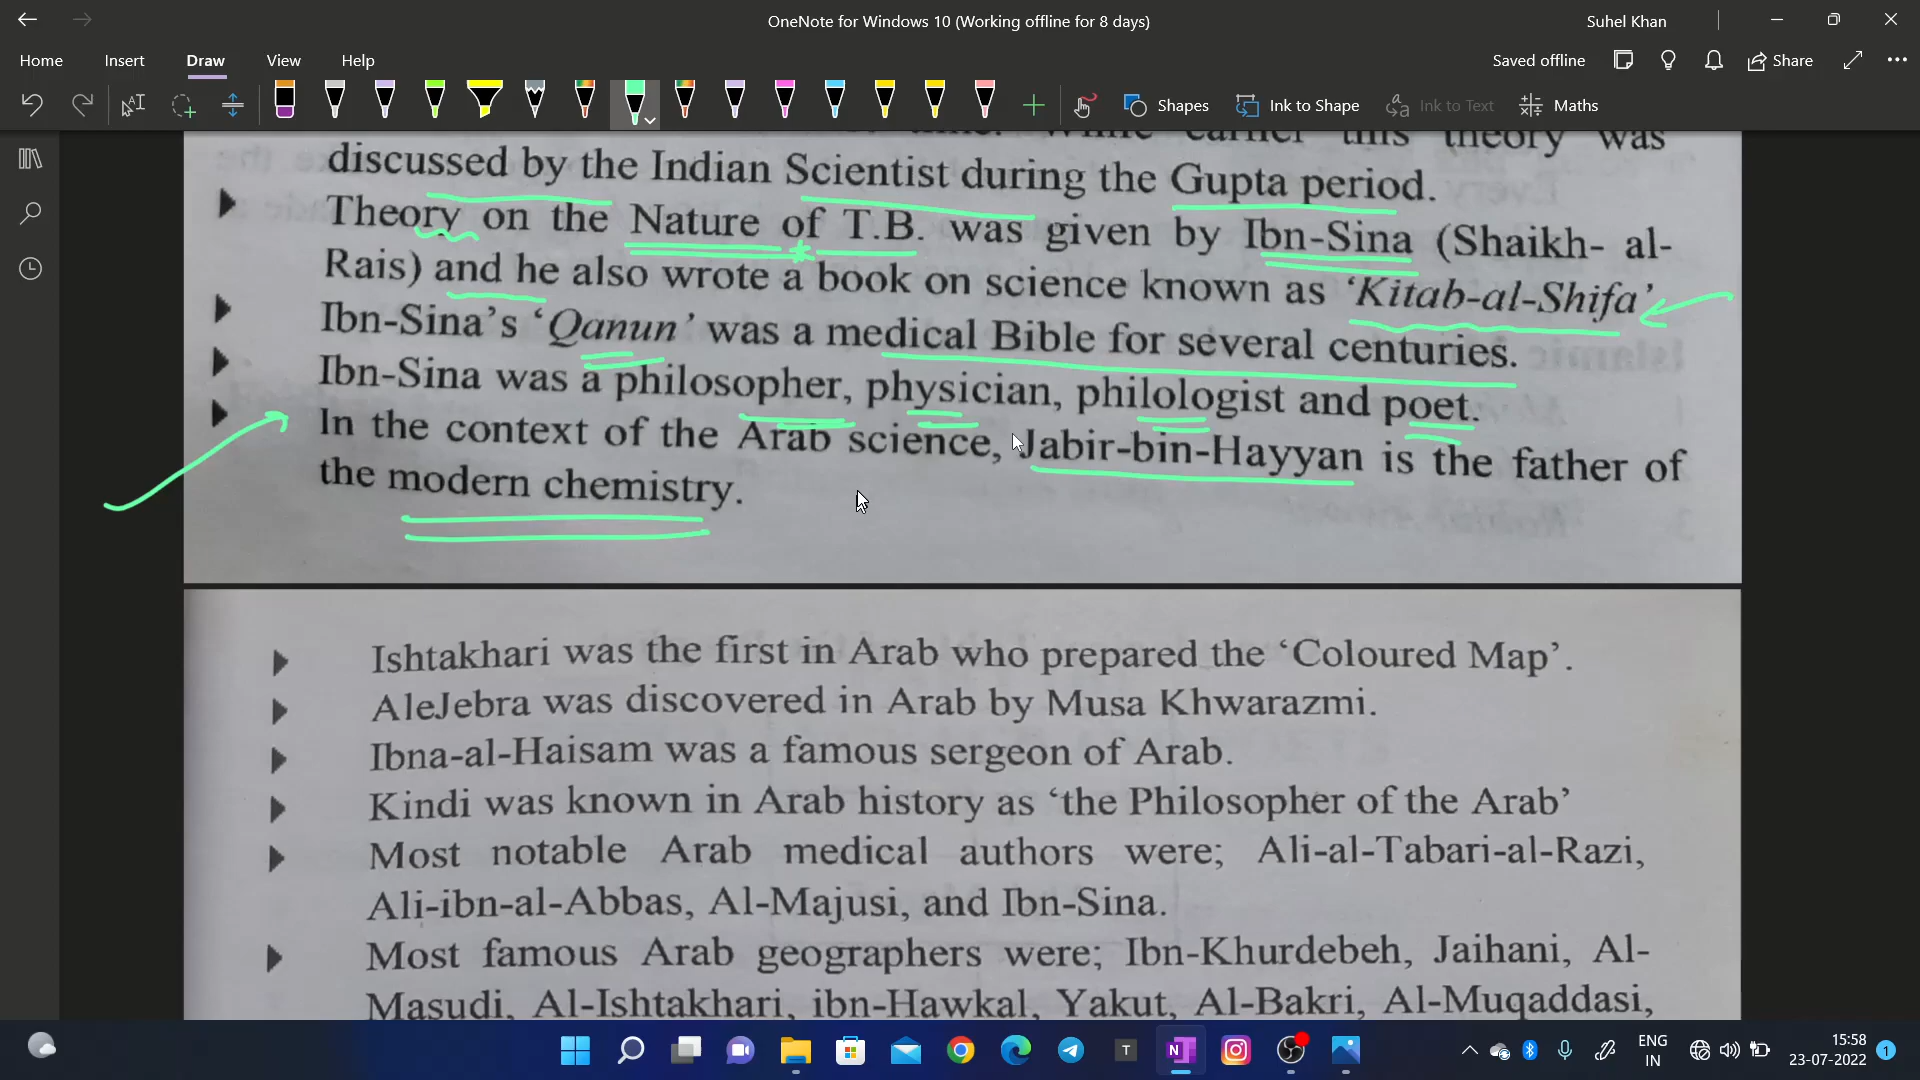 OneNote for Windows 10 (Working offline for 8 days)
Suhel Khan
Home Insert Draw View Help
Saved offline
Share
Shapes
Ink to Shape
Ink to Text
Maths
time. While earlier this theory was
discussed by the Indian Scientist during the Gupta period.
Theory on the Nature of T.B. was given by Ibn-Sina (Shaikh- al-
Rais) and he also wrote a book on science known as ‘Kitab-al-Shifa’
Ibn-Sina’s ‘Qanun’ was a medical Bible for several centuries.
Ibn-Sina was a philosopher, physician, philologist and poet.
In the context of the Arab science, Jabir-bin-Hayyan is the father of
the modern chemistry.
Ishtakhari was the first in Arab who prepared the ‘Coloured Map’.
AleJebra was discovered in Arab by Musa Khwarazmi.
Ibna-al-Haisam was a famous sergeon of Arab.
Kindi was known in Arab history as ‘the Philosopher of the Arab’
Most notable Arab medical authors were; Ali-al-Tabari-al-Razi,
Ali-ibn-al-Abbas, Al-Majusi, and Ibn-Sina.
Most famous Arab geographers were; Ibn-Khurdebeh, Jaihani, Al-
Masudi, Al-Ishtakhari, ibn-Hawkal, Yakut, Al-Bakri, Al-Muqaddasi,
T
N
ENG
IN
15:58
23-07-2022
1